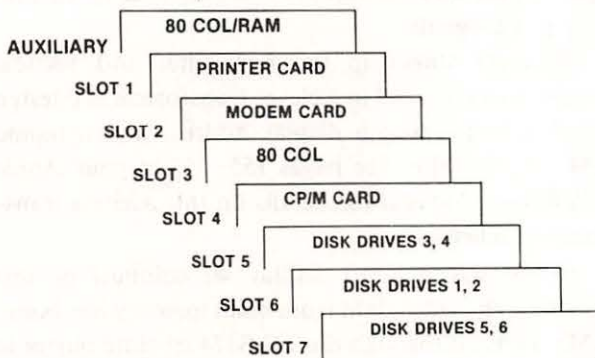 80 COL/RAM
AUXILIARY
PRINTER CARD
SLOT 1
MODEM CARD
SLOT 2
80 COL
SLOT 3
CP/M CARD
SLOT 4
DISK DRIVES 3, 4
SLOT 5
DISK DRIVES 1, 2
SLOT 6
DISK DRIVES 5, 6
SLOT 7